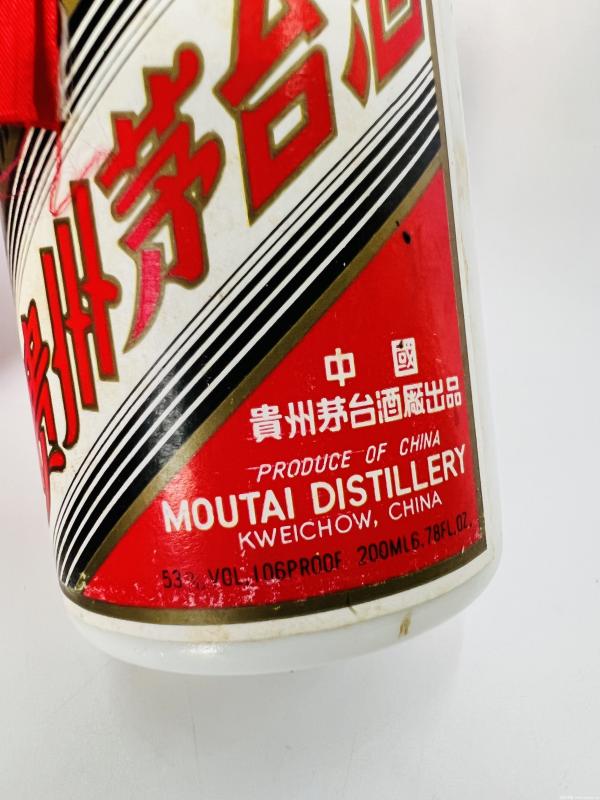 貴州茅台酒
中國
貴州茅台酒廠出品
PRODUCE OF CHINA
MOUTAI DISTILLERY
KWEICHOW, CHINA
53% VOL. 106PROOF 200ML6.78FL.OZ.